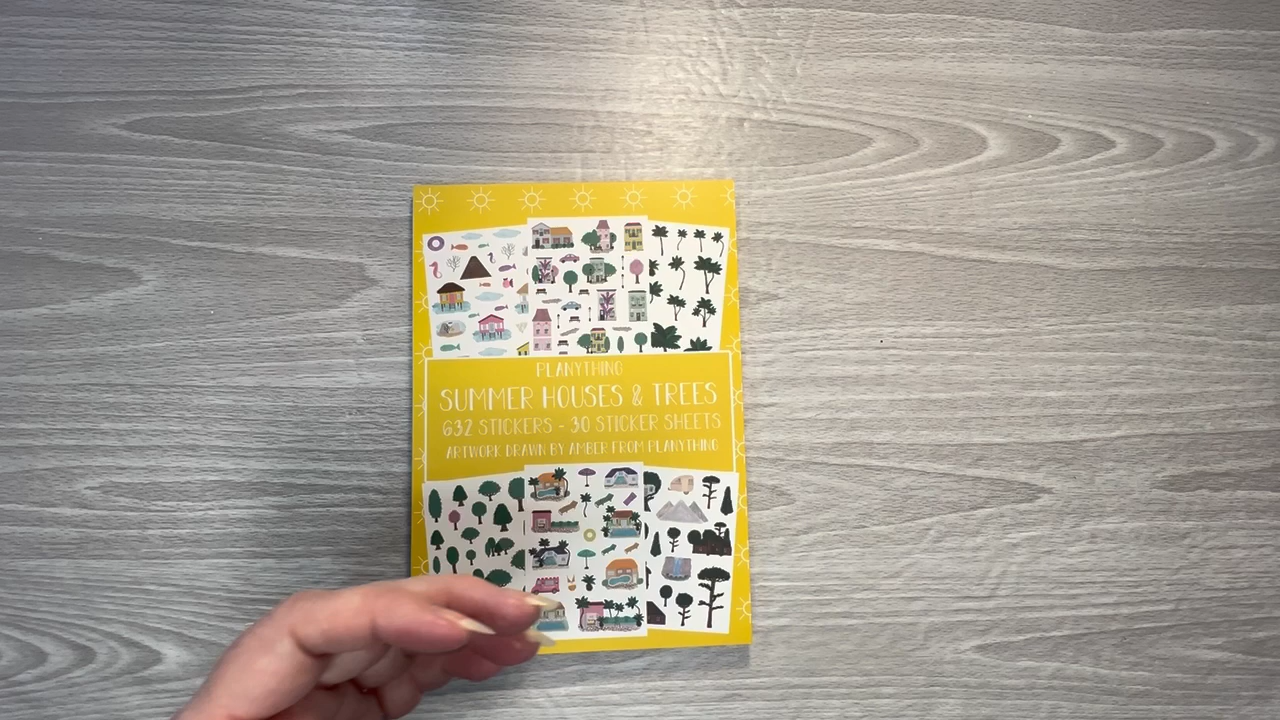 PLANYTHING
SUMMER HOUSES & TREES
632 STICKERS - 30 STICKER SHEETS
ARTWORK DRAWN BY AMBER FROM PLANYTHING